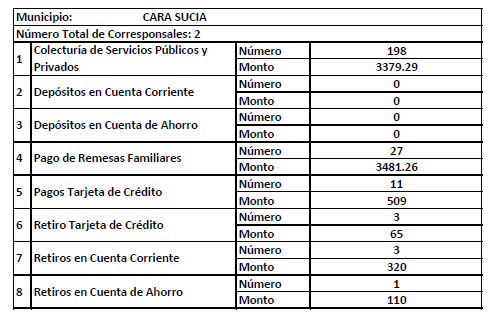 Municipio: CARA SUCIA
Número Total de Corresponsales: 2
1 Colecturía de Servicios Públicos y Privados Número 198
Monto 3379.29
2 Depósitos en Cuenta Corriente Número 0
Monto 0
3 Depósitos en Cuenta de Ahorro Número 0
Monto 0
4 Pago de Remesas Familiares Número 27
Monto 3481.26
5 Pagos Tarjeta de Crédito Número 11
Monto 509
6 Retiro Tarjeta de Crédito Número 3
Monto 65
7 Retiros en Cuenta Corriente Número 3
Monto 320
8 Retiros en Cuenta de Ahorro Número 1
Monto 110